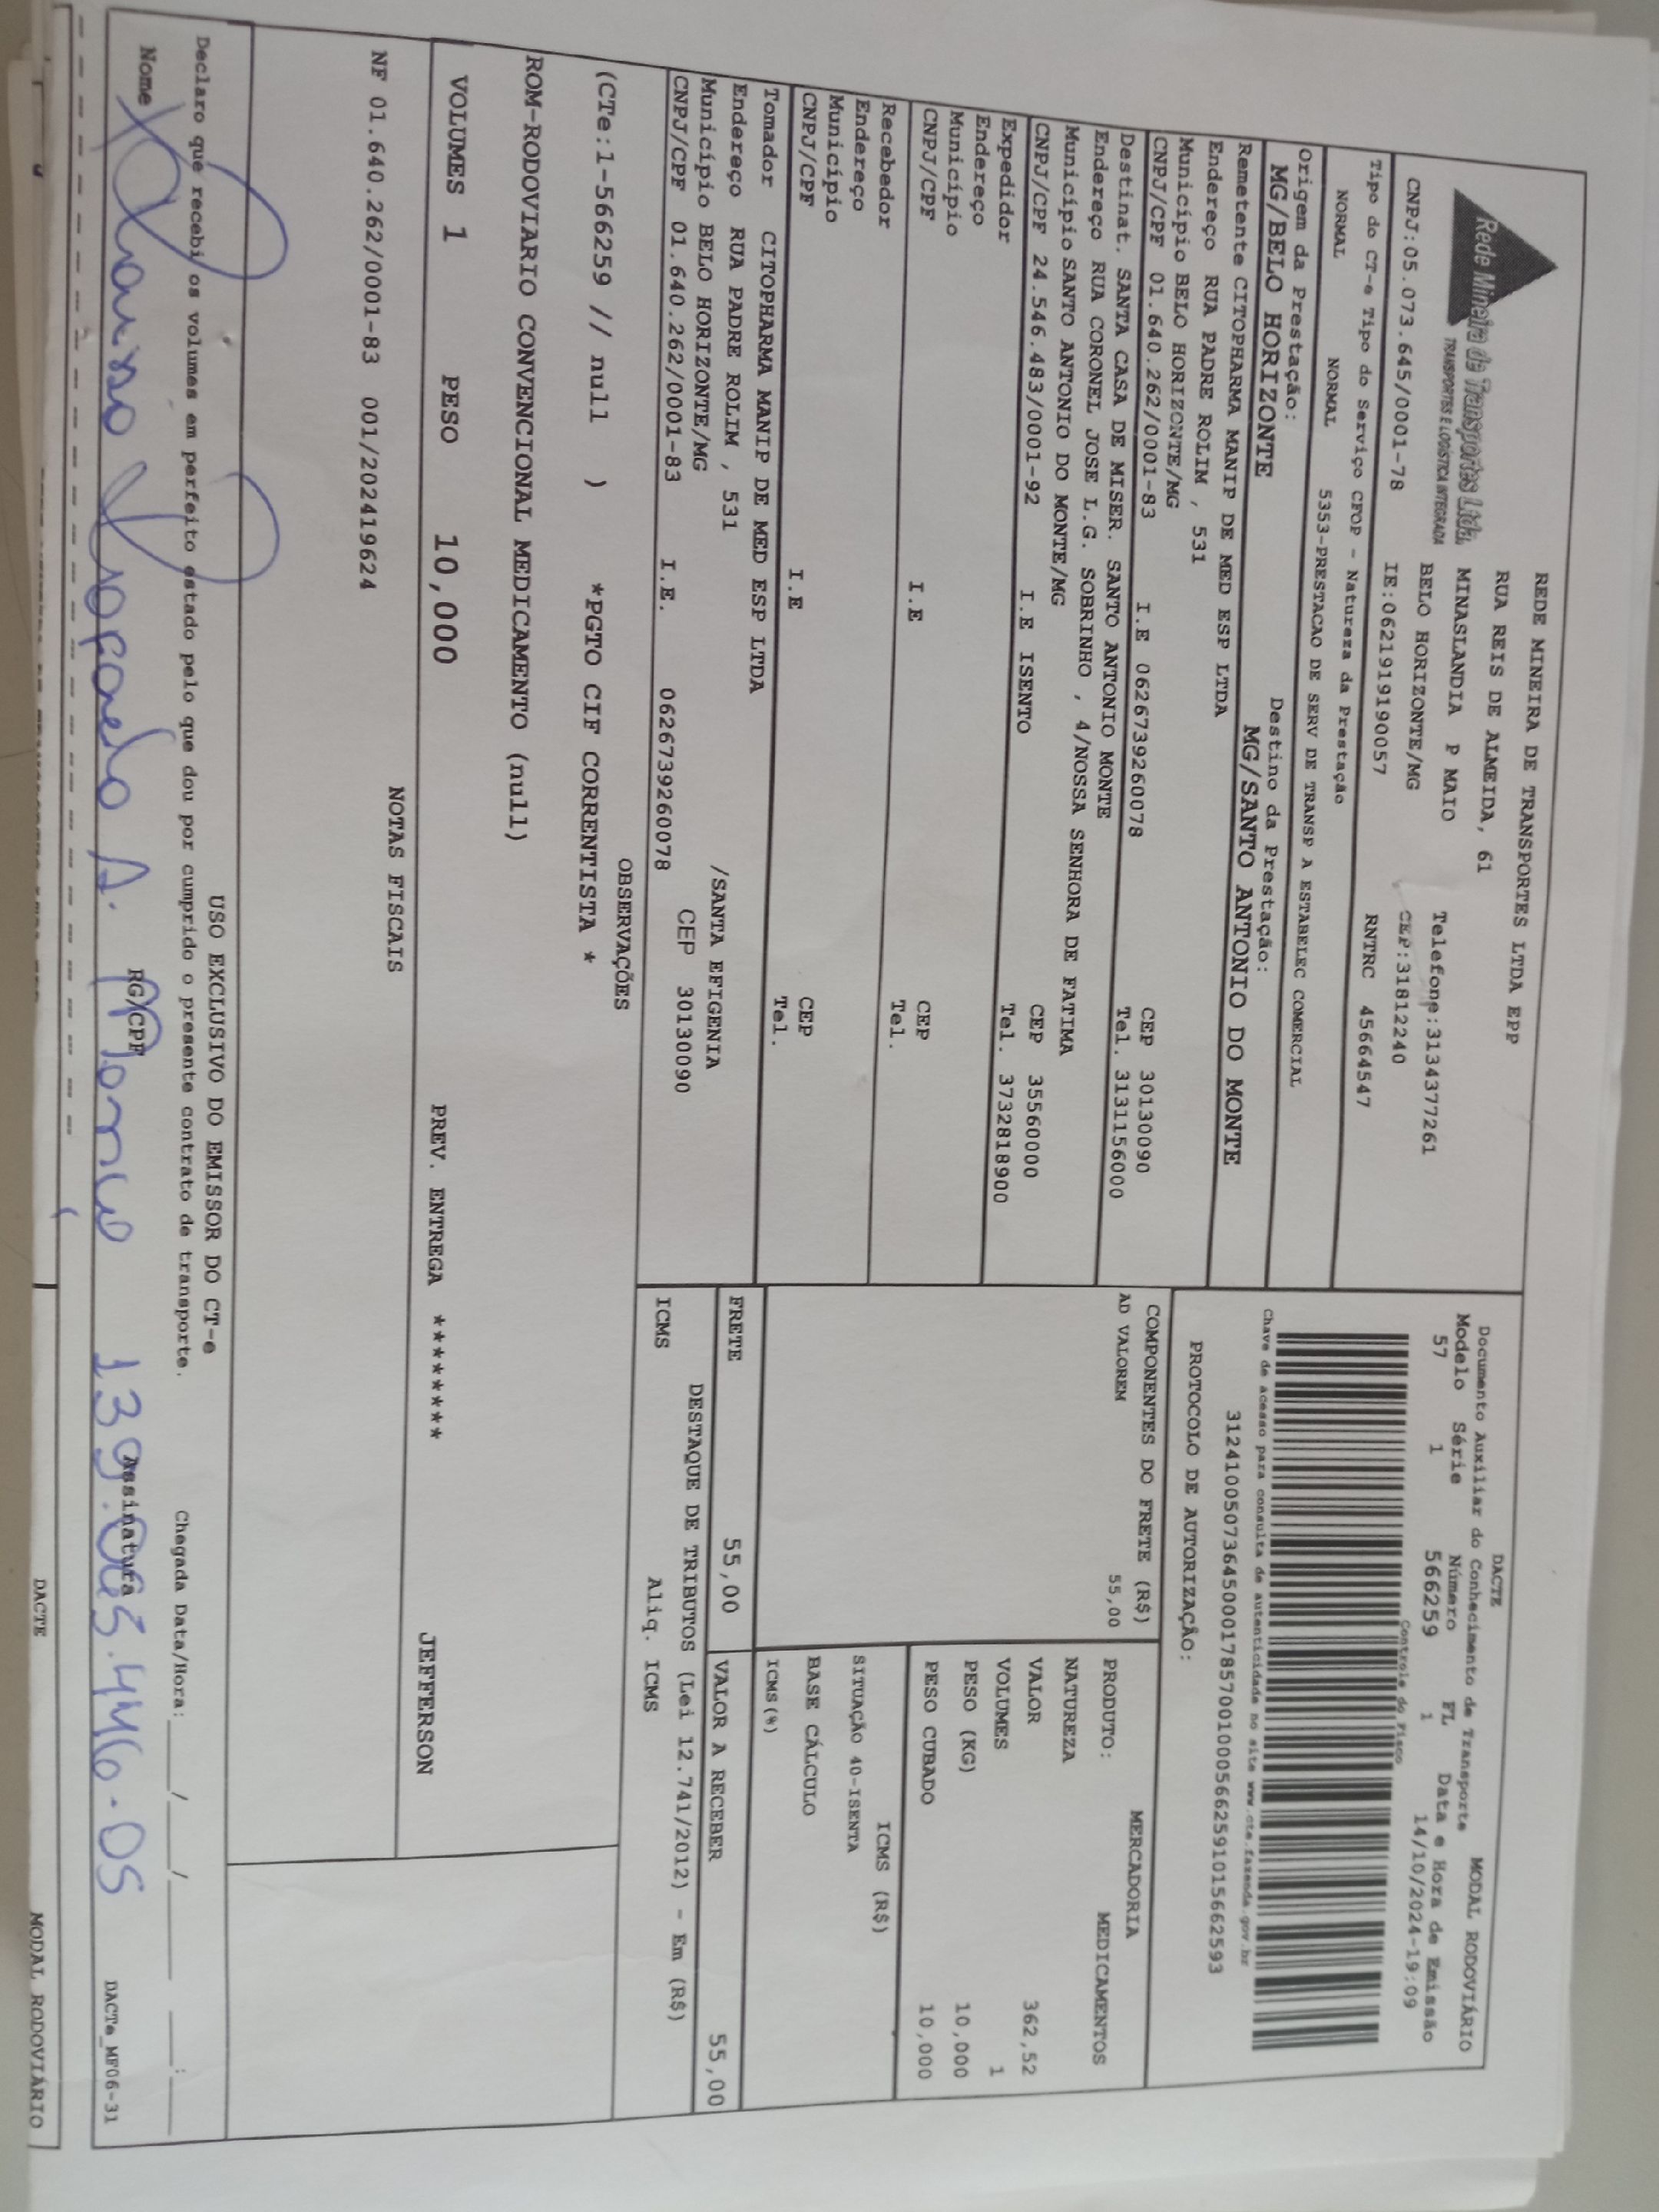 Rede Mineira de Transportes Ltda.
TRANSPORTES E LOGÍSTICA INTEGRADA
REDE MINEIRA DE TRANSPORTES LTDA EPP
RUA REIS DE ALMEIDA, 61
MINASLANDIA P MAIO Telefone:3134377261
BELO HORIZONTE/MG CEP:31812240
CNPJ:05.073.645/0001-78 IE:0621919190057 RNTRC 45664547
Tipo do CT-e Tipo do Serviço CFOP - Natureza da Prestação
NORMAL NORMAL 5353-PRESTACAO DE SERV DE TRANSP A ESTABELEC COMERCIAL
Origem da Prestação: Destino da Prestação:
MG/BELO HORIZONTE MG/SANTO ANTONIO DO MONTE
Remetente CITOPHARMA MANIP DE MED ESP LTDA
Endereço RUA PADRE ROLIM , 531
Município BELO HORIZONTE/MG CEP 30130090
CNPJ/CPF 01.640.262/0001-83 I.E 0626739260078 Tel. 3131156000
Destinat. SANTA CASA DE MISER. SANTO ANTONIO MONTE
Endereço RUA CORONEL JOSE L.G. SOBRINHO , 4/NOSSA SENHORA DE FATIMA
Município SANTO ANTONIO DO MONTE/MG CEP 35560000
CNPJ/CPF 24.546.483/0001-92 I.E ISENTO Tel. 3732818900
Expedidor
Endereço
Município CEP
CNPJ/CPF I.E Tel.
Recebedor
Endereço
Município CEP
CNPJ/CPF I.E Tel.
Tomador CITOPHARMA MANIP DE MED ESP LTDA
Endereço RUA PADRE ROLIM , 531 /SANTA EFIGENIA
Município BELO HORIZONTE/MG CEP 30130090
CNPJ/CPF 01.640.262/0001-83 I.E. 0626739260078
DACTE MODAL RODOVIÁRIO
Documento Auxiliar do Conhecimento de Transporte
Modelo Série Número FL Data e Hora de Emissão
57 1 566259 1 14/10/2024-19:09
Controle do Fisco
Chave de acesso para consulta de autenticidade no site www.cte.fazenda.gov.br
31241005073645000178570010005662591015662593
PROTOCOLO DE AUTORIZAÇÃO:
COMPONENTES DO FRETE (R$)
AD VALOREM 55,00
MERCADORIA
PRODUTO: MEDICAMENTOS
NATUREZA
VALOR 362,52
VOLUMES 1
PESO (KG) 10,000
PESO CUBADO 10,000
ICMS (R$)
SITUAÇÃO 40-ISENTA
BASE CÁLCULO
ICMS(%)
FRETE 55,00 VALOR A RECEBER 55,00
DESTAQUE DE TRIBUTOS (Lei 12.741/2012) - Em (R$)
ICMS Aliq. ICMS
OBSERVAÇÕES
(CTe:1-566259 // null ) *PGTO CIF CORRENTISTA *
ROM-RODOVIARIO CONVENCIONAL MEDICAMENTO (null)
VOLUMES 1 PESO 10,000 PREV. ENTREGA ******* JEFFERSON
NOTAS FISCAIS
NF 01.640.262/0001-83 001/202419624
USO EXCLUSIVO DO EMISSOR DO CT-e
Declaro que recebi os volumes em perfeito estado pelo que dou por cumprido o presente contrato de transporte. Chegada Data/Hora:____/____/______ ___:____
Nome RG/CPF Assinatura DACTe_MF06-31
DACTE MODAL RODOVIÁRIO